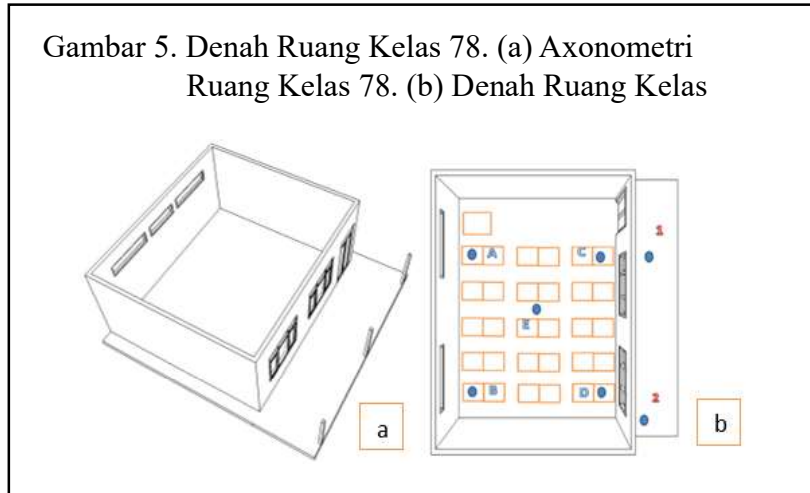 Gambar 5. Denah Ruang Kelas 78. (a) Axonometri
Ruang Kelas 78. (b) Denah Ruang Kelas
1
A
C
E
B
D
2
a
b